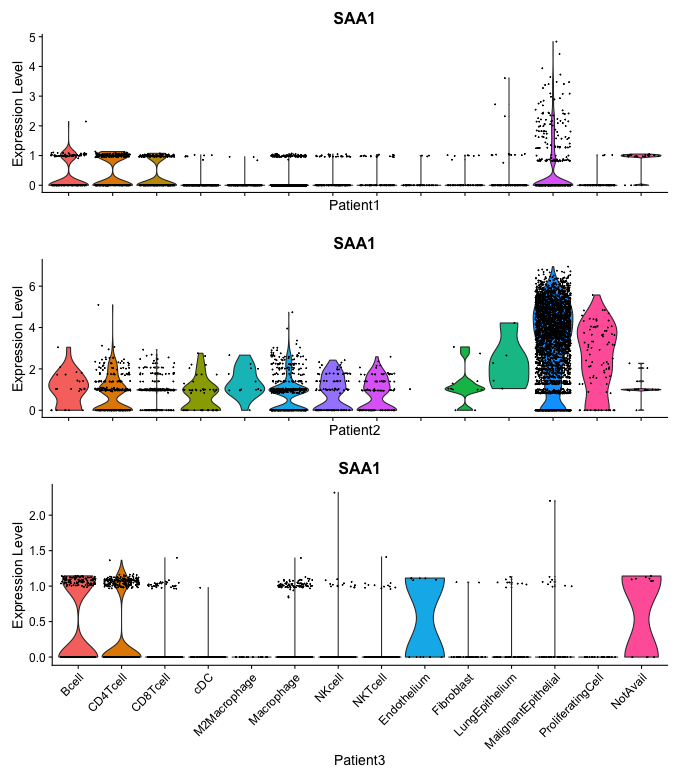 SAA1
Expression Level
5
4
3
2
1
0
Patient1
SAA1
Expression Level
6
4
2
0
Patient2
SAA1
Expression Level
2.0
1.5
1.0
0.5
0.0
Bcell
CD4Tcell
CD8Tcell
cDC
M2Macrophage
Macrophage
NKcell
NKTcell
Endothelium
Fibroblast
LungEpithelium
MalignantEpithelial
ProliferatingCell
NotAvail
Patient3